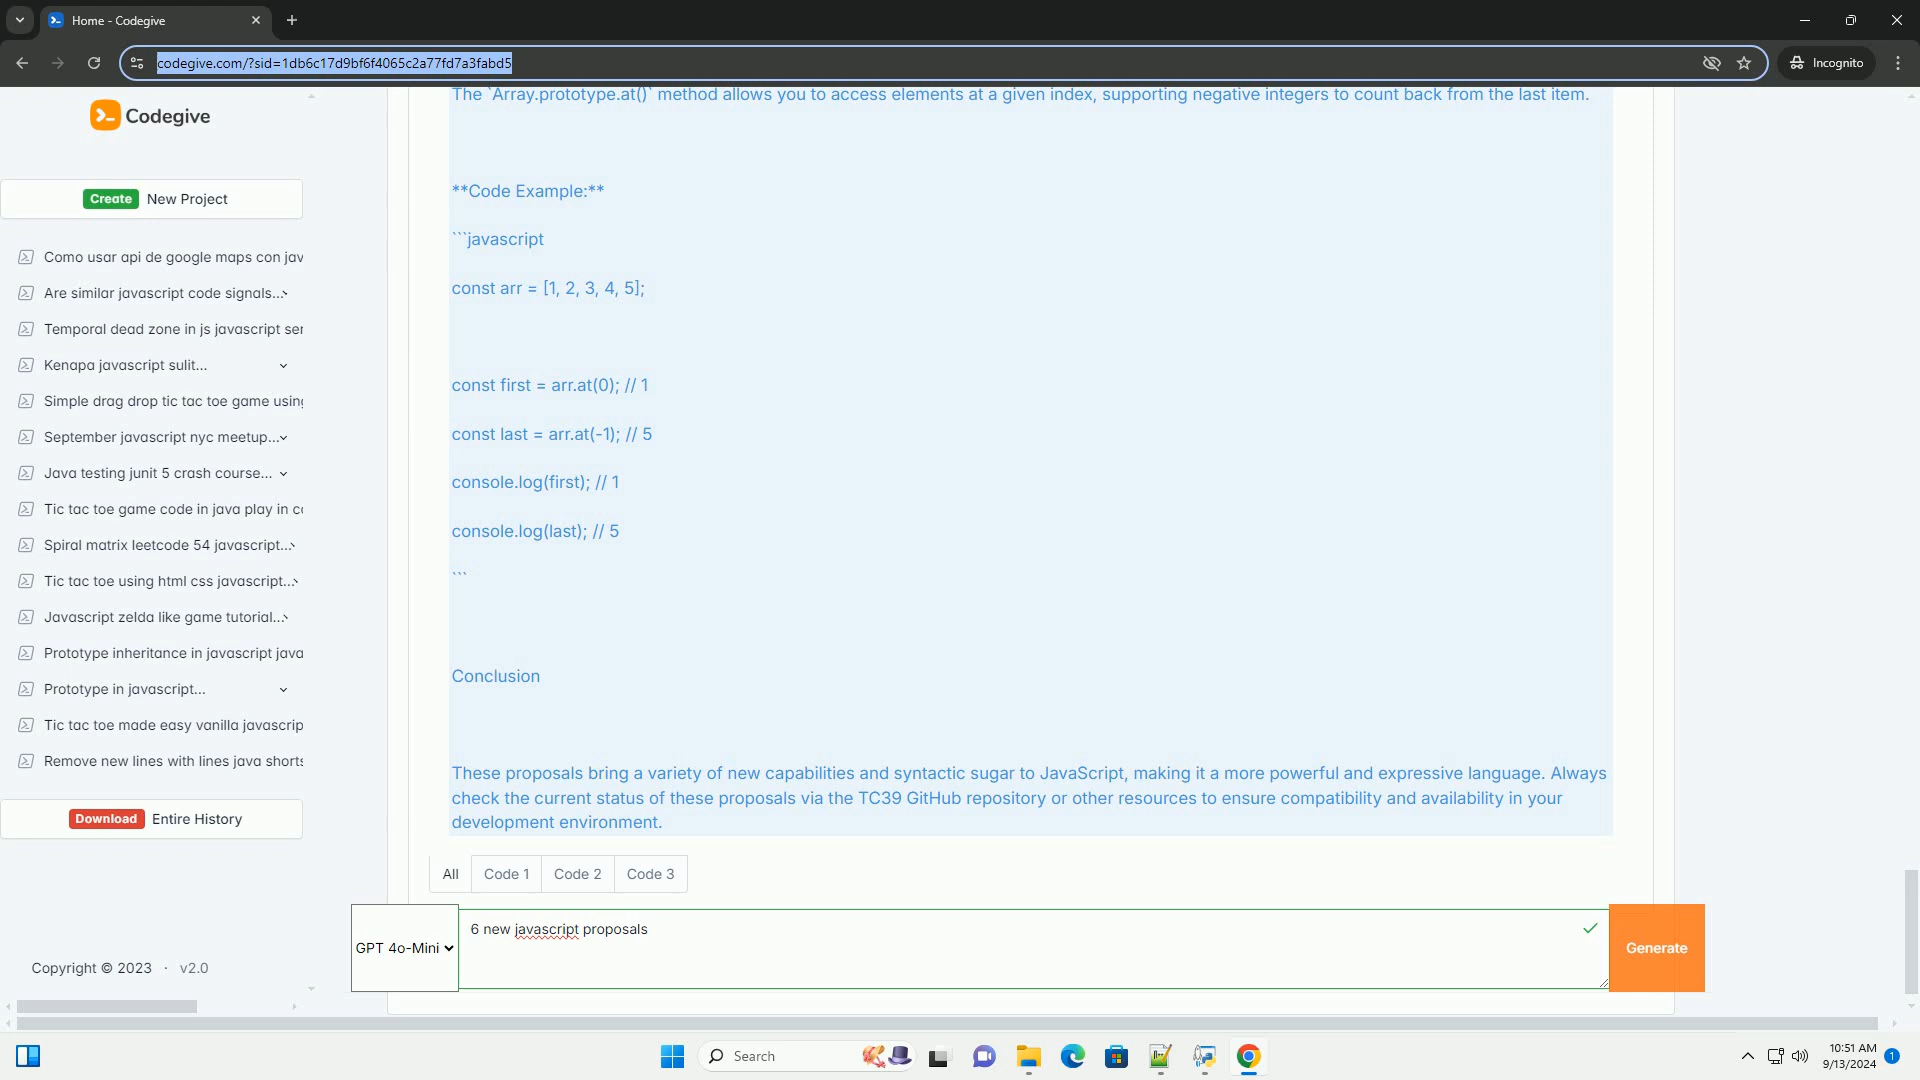 Home - Codegive
codegive.com/?sid=1db6c17d9bf6f4065c2a77fd7a3fabd5
Incognito
Codegive
Create New Project
Como usar api de google maps con jav
Are similar javascript code signals...
Temporal dead zone in js javascript ser
Kenapa javascript sulit...
Simple drag drop tic tac toe game using
September javascript nyc meetup...
Java testing junit 5 crash course...
Tic tac toe game code in java play in co
Spiral matrix leetcode 54 javascript...
Tic tac toe using html css javascript...
Javascript zelda like game tutorial...
Prototype inheritance in javascript java
Prototype in javascript...
Tic tac toe made easy vanilla javascrip
Remove new lines with lines java shorts
Download Entire History
Copyright © 2023 · v2.0
The `Array.prototype.at()` method allows you to access elements at a given index, supporting negative integers to count back from the last item.
**Code Example:**
```javascript
const arr = [1, 2, 3, 4, 5];
const first = arr.at(0); // 1
const last = arr.at(-1); // 5
console.log(first); // 1
console.log(last); // 5
```
Conclusion
These proposals bring a variety of new capabilities and syntactic sugar to JavaScript, making it a more powerful and expressive language. Always
check the current status of these proposals via the TC39 GitHub repository or other resources to ensure compatibility and availability in your
development environment.
All Code 1 Code 2 Code 3
GPT 4o-Mini
6 new javascript proposals
Generate
Search
10:51 AM
9/13/2024
1